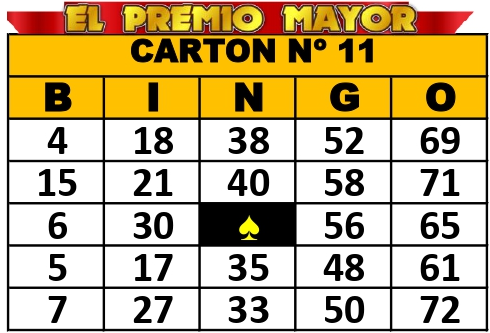 EL PREMIO MAYOR
CARTON Nº 11
B I N G O
4 18 38 52 69
15 21 40 58 71
6 30 ♠ 56 65
5 17 35 48 61
7 27 33 50 72